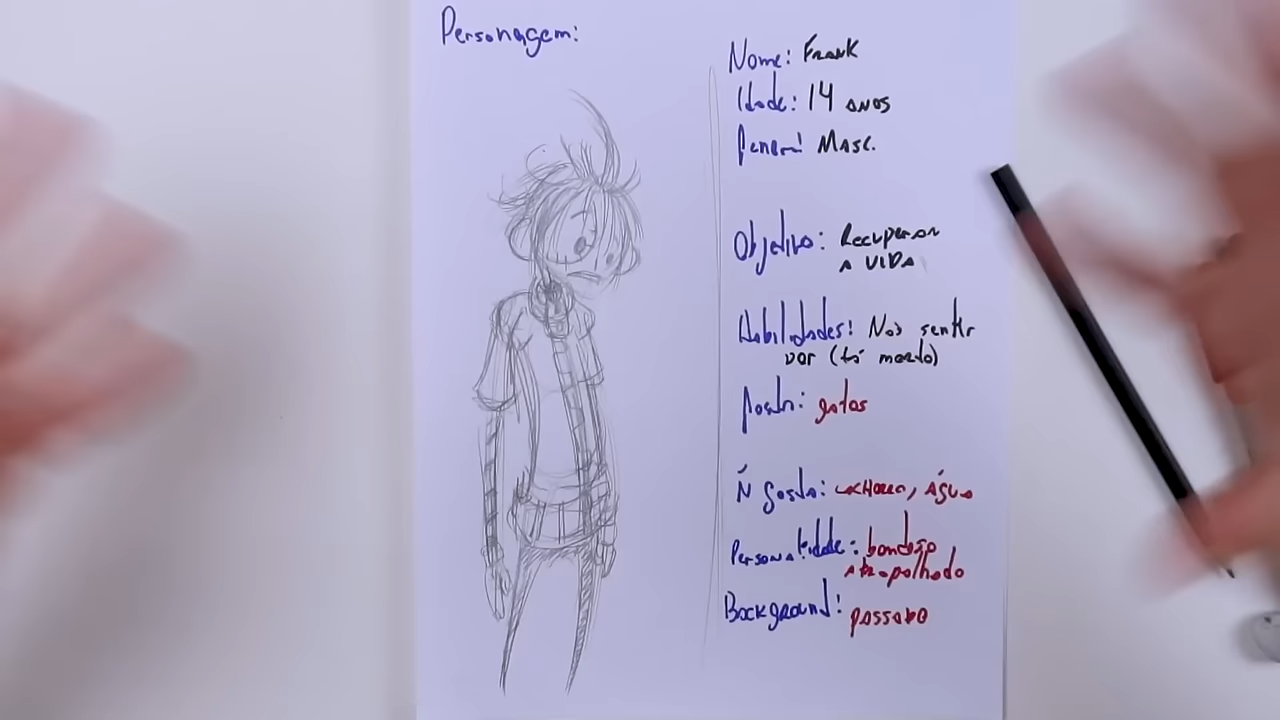 Personagem:
Nome: Frank
Idade: 14 anos
Genero: Masc.
Objetivo: Recuperar
a vida
Habilidades: Não sentir
dor (tá morto)
Gosta: gatos
Ñ gosta: cachorro, água
Personalidade: bondoso
atrapalhado
Background: passado